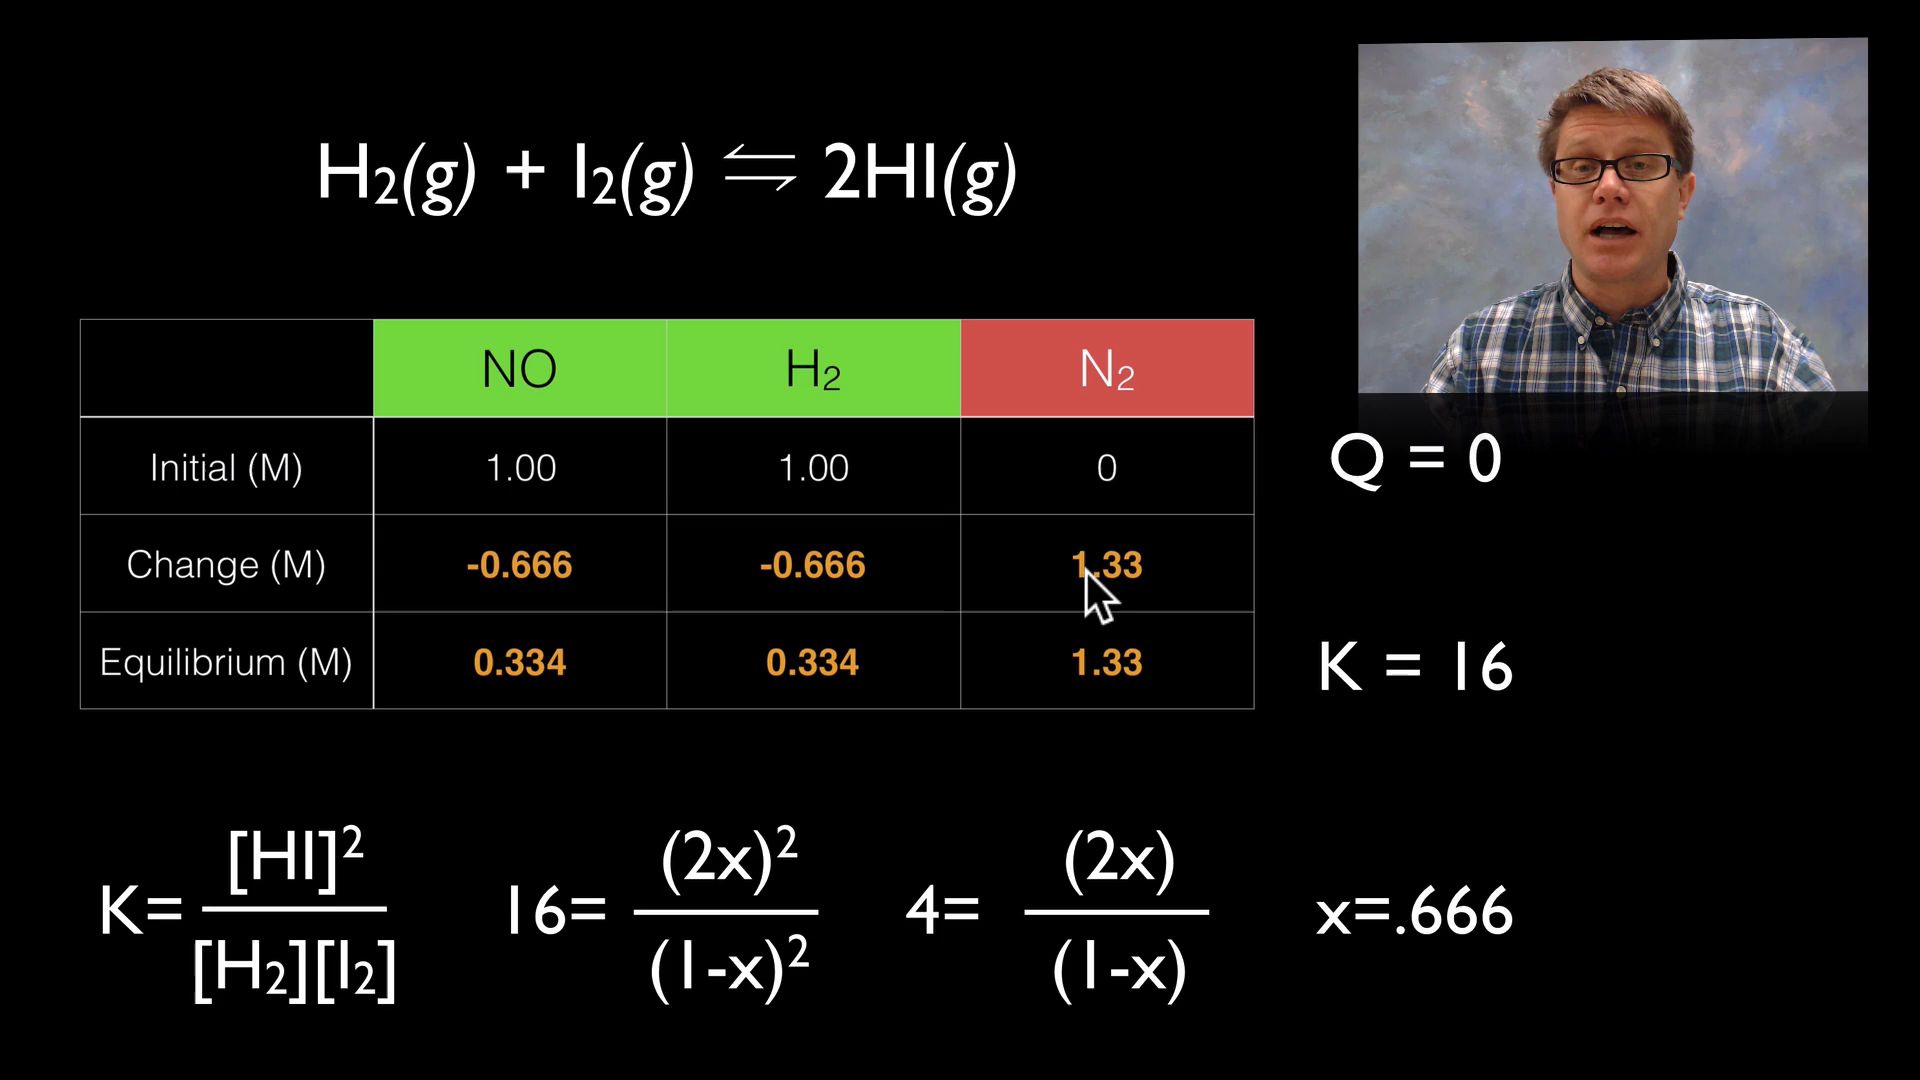 H₂(g) + I₂(g) ⇌ 2HI(g)
NO H₂ N₂
Initial (M) 1.00 1.00 0
Q = 0
Change (M) -0.666 -0.666 1.33
Equilibrium (M) 0.334 0.334 1.33
K = 16
K= [HI]² / [H₂][I₂] 16= (2x)² / (1-x)² 4= (2x) / (1-x) x=.666